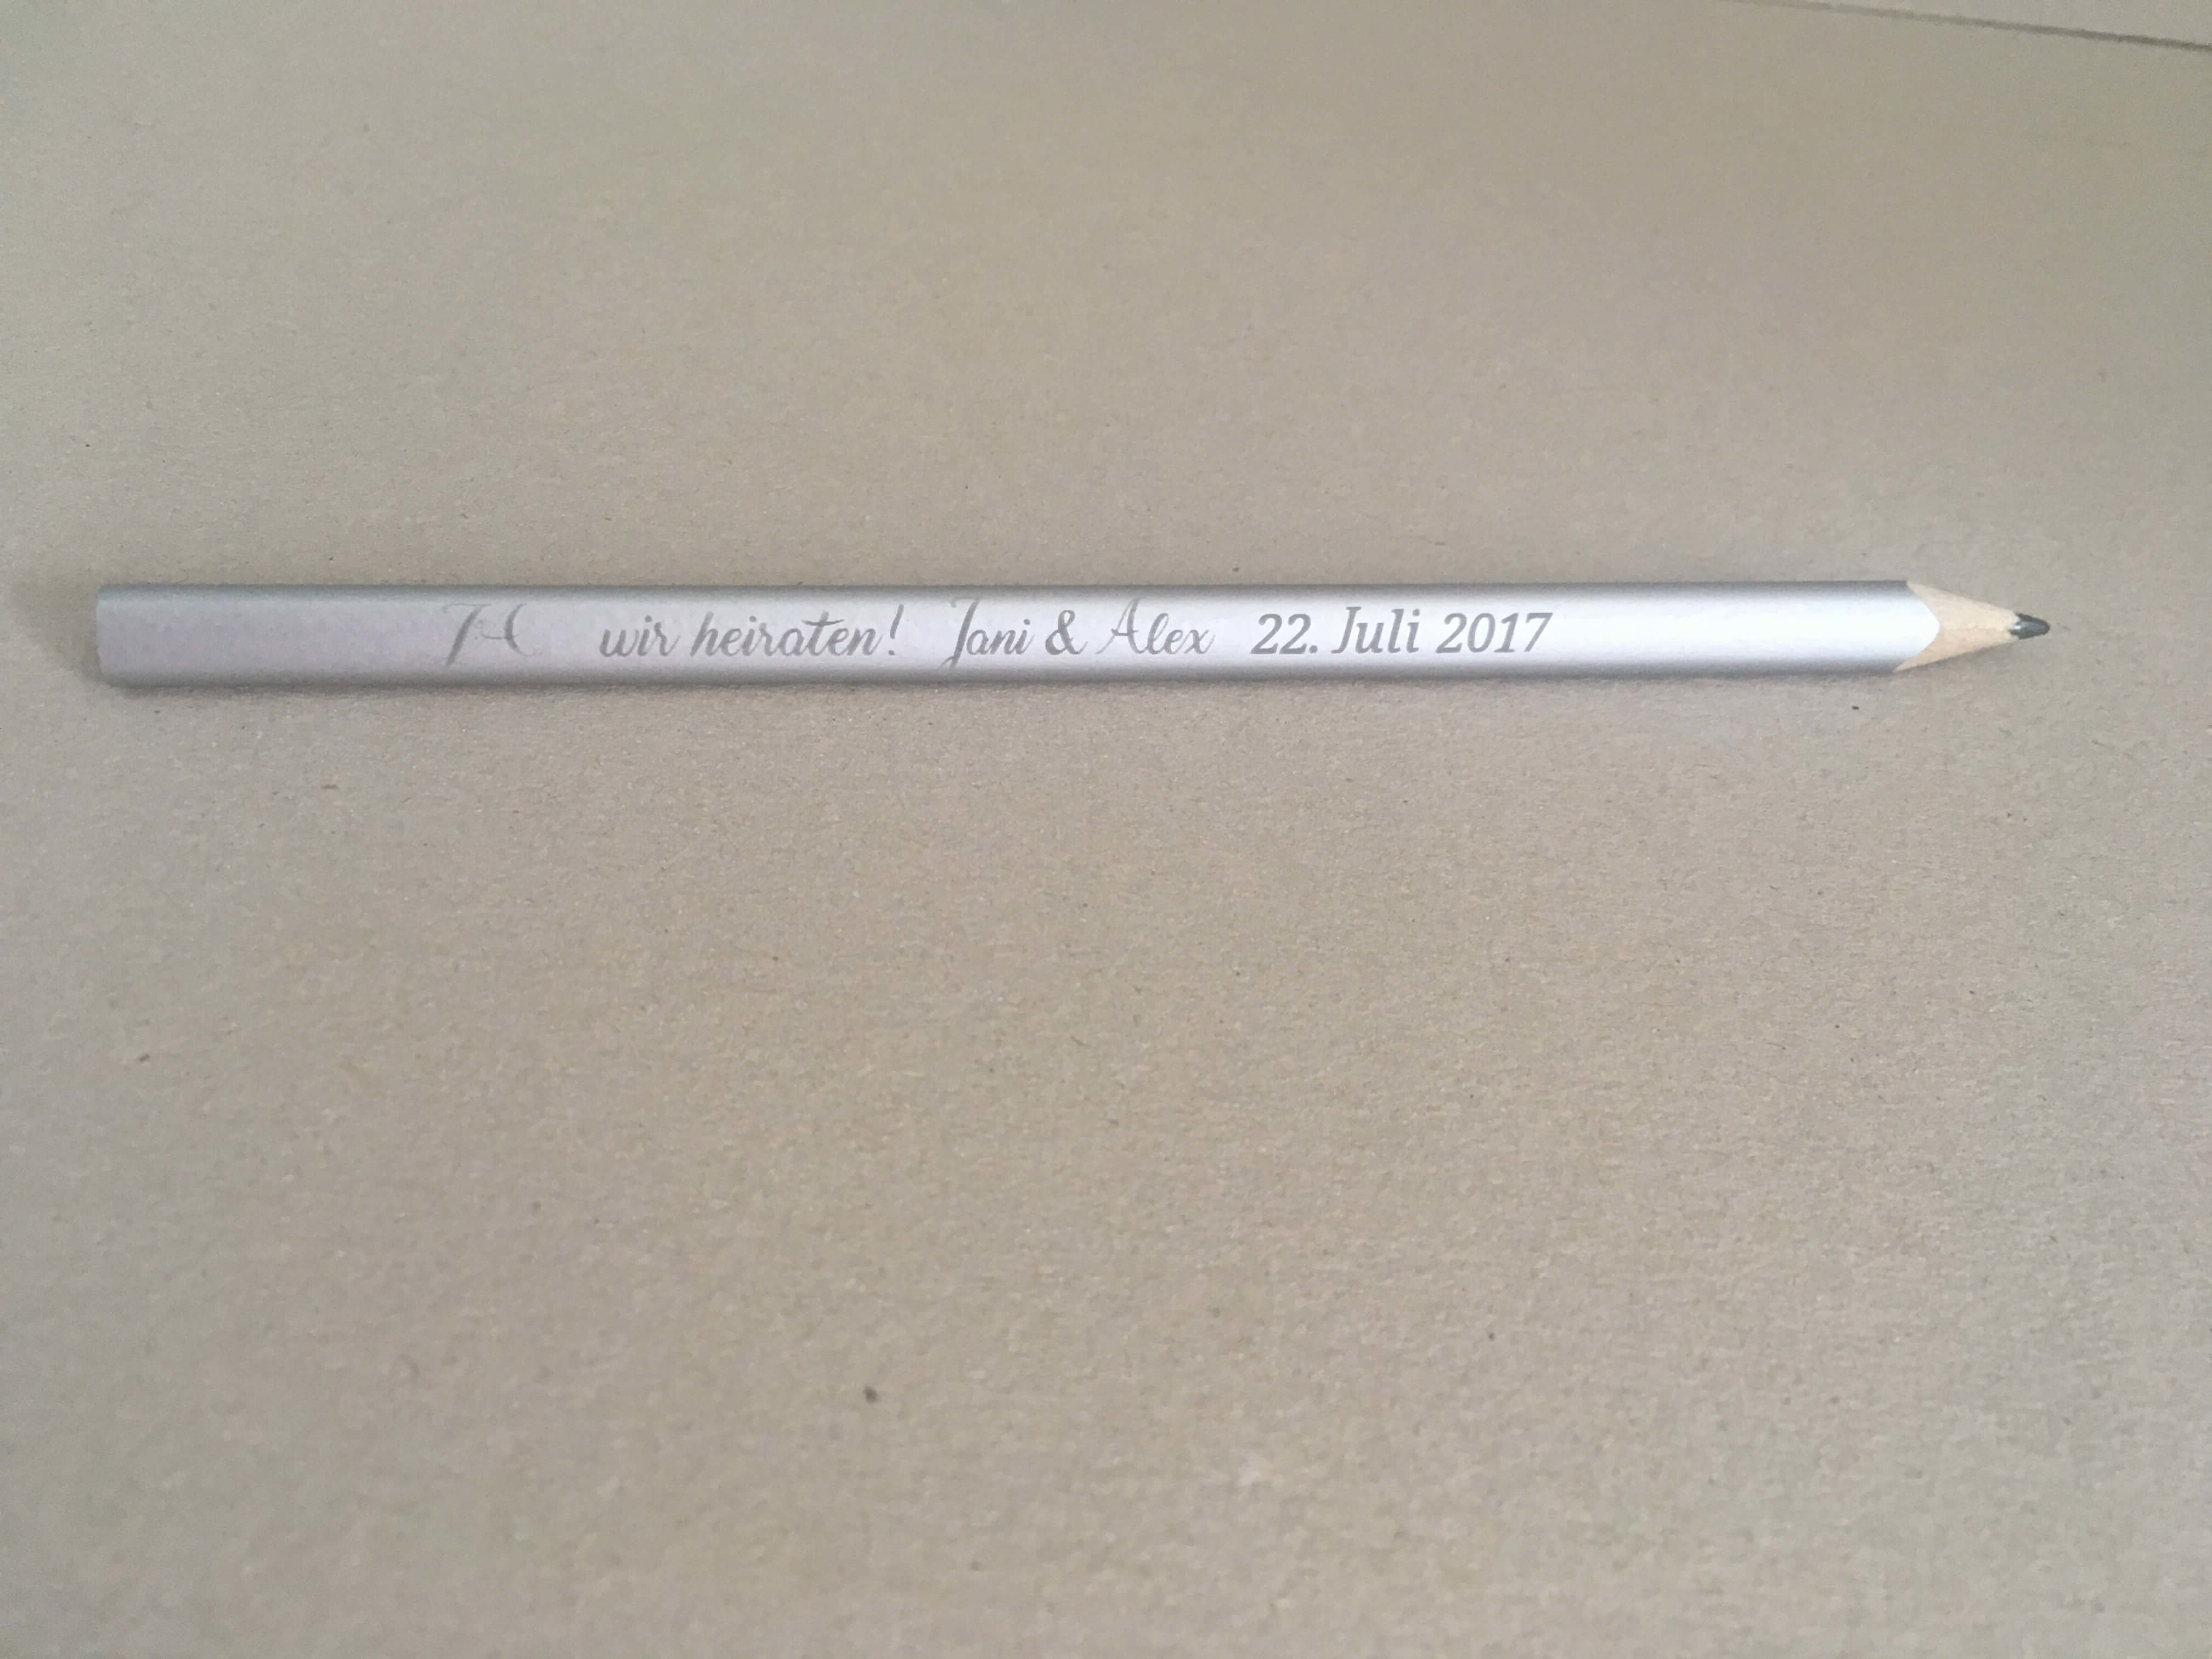 wir heiraten! Jani & Alex 22. Juli 2017